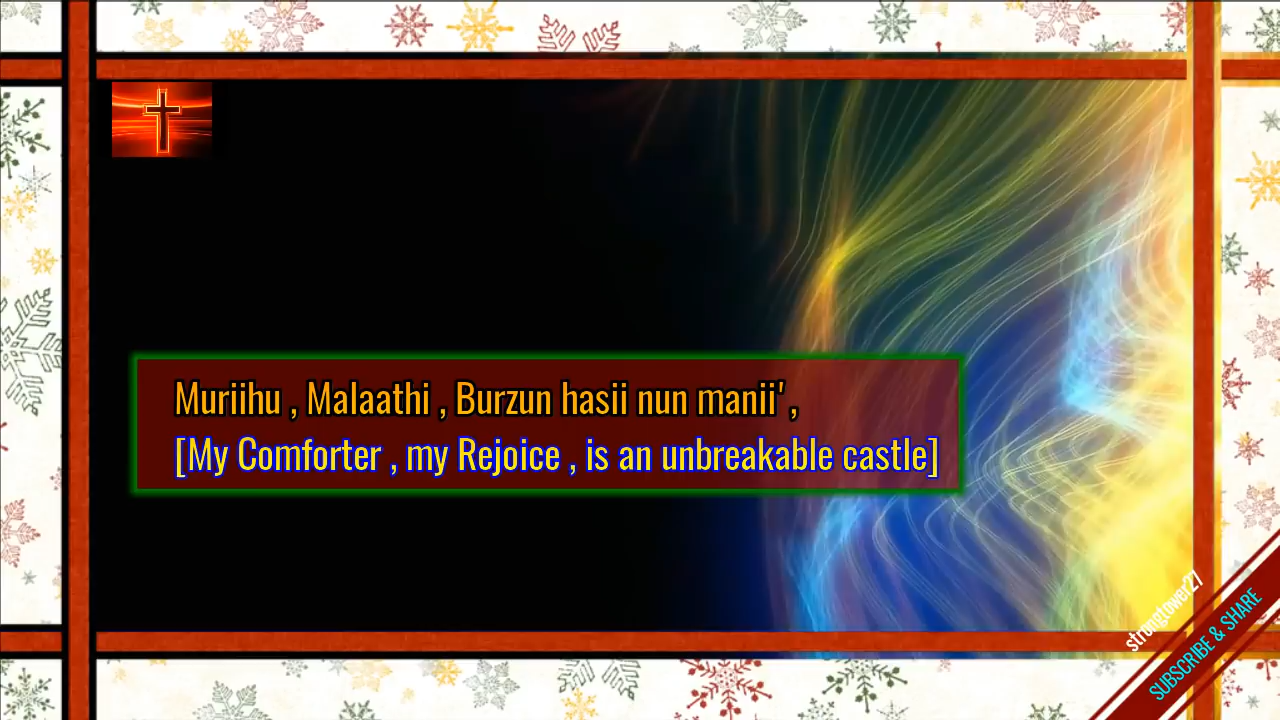 Muriihu , Malaathi , Burzun hasii nun manii' ,
[My Comforter , my Rejoice , is an unbreakable castle]
strongtower27
SUBSCRIBE & SHARE